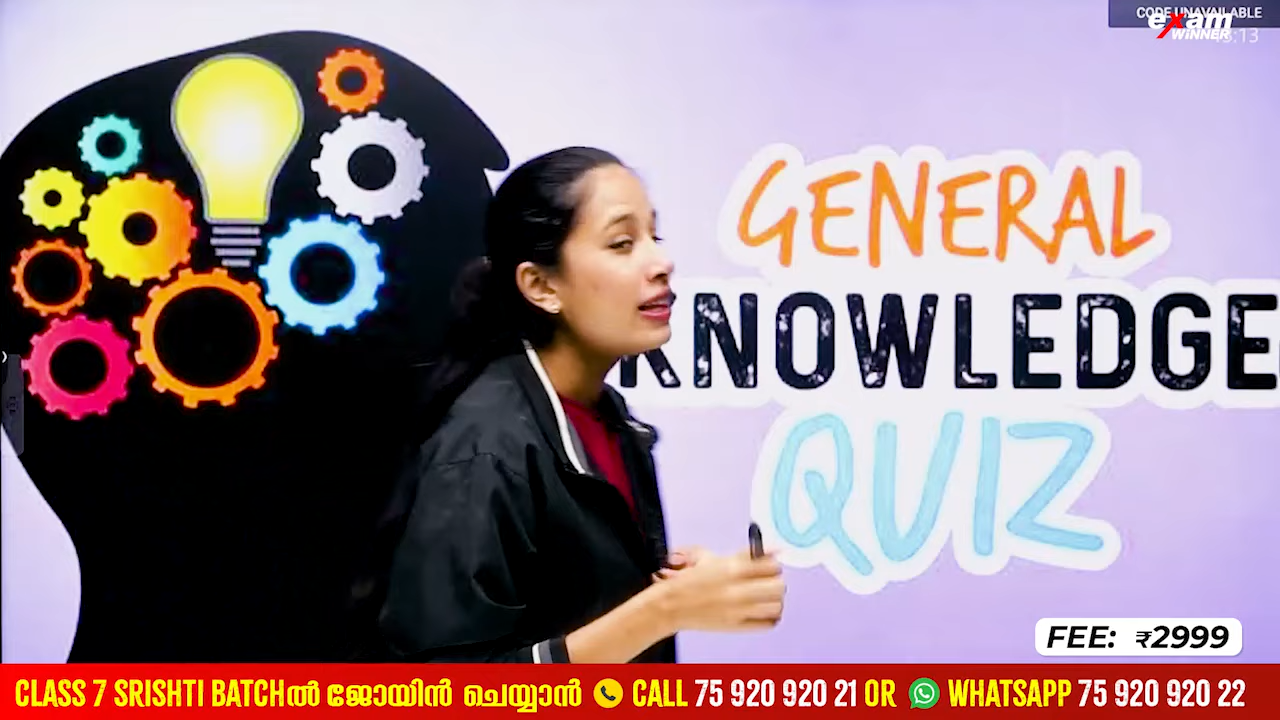 CODE UNAVAILABLE
exam
WINNER
GENERAL
KNOWLEDGE
QUIZ
FEE: ₹2999
CLASS 7 SRISHTI BATCHൽ ജോയിൻ ചെയ്യാൻ CALL 75 920 920 21 OR WHATSAPP 75 920 920 22